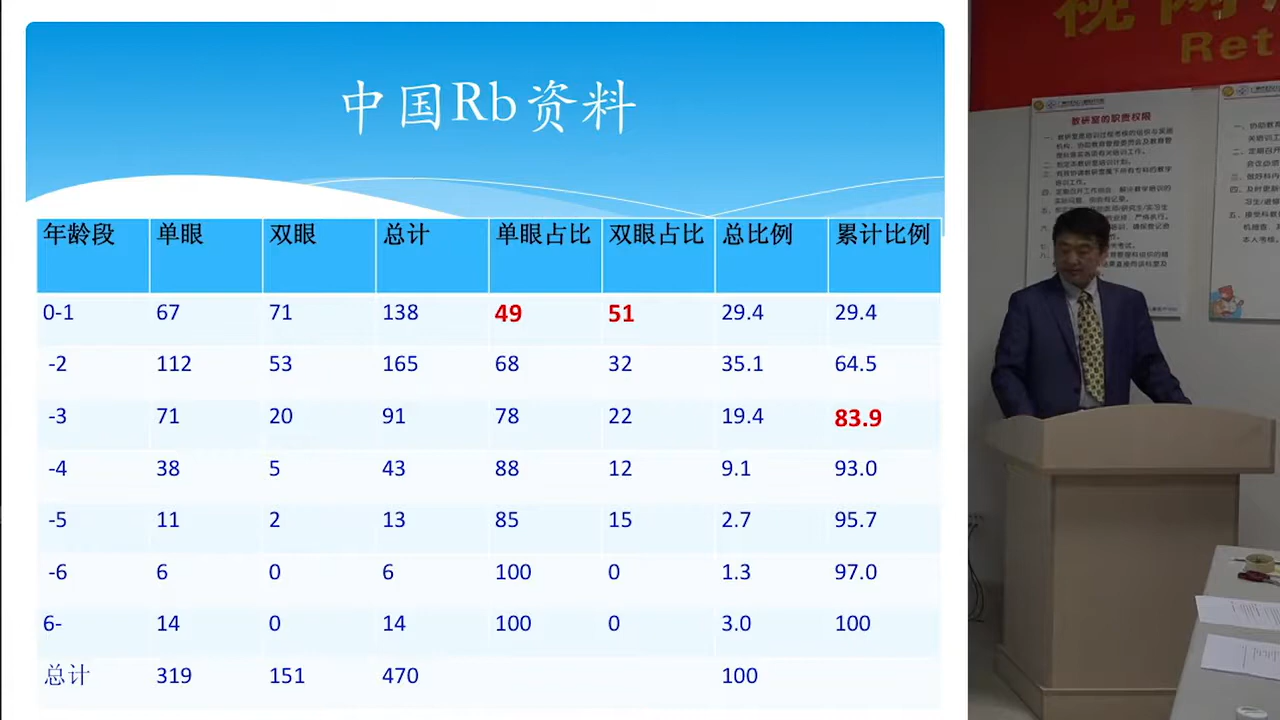 中国Rb资料
年龄段 单眼 双眼 总计 单眼占比 双眼占比 总比例 累计比例
0-1 67 71 138 49 51 29.4 29.4
-2 112 53 165 68 32 35.1 64.5
-3 71 20 91 78 22 19.4 83.9
-4 38 5 43 88 12 9.1 93.0
-5 11 2 13 85 15 2.7 95.7
-6 6 0 6 100 0 1.3 97.0
6- 14 0 14 100 0 3.0 100
总计 319 151 470 100
视网
Ret
教研室的职责权限